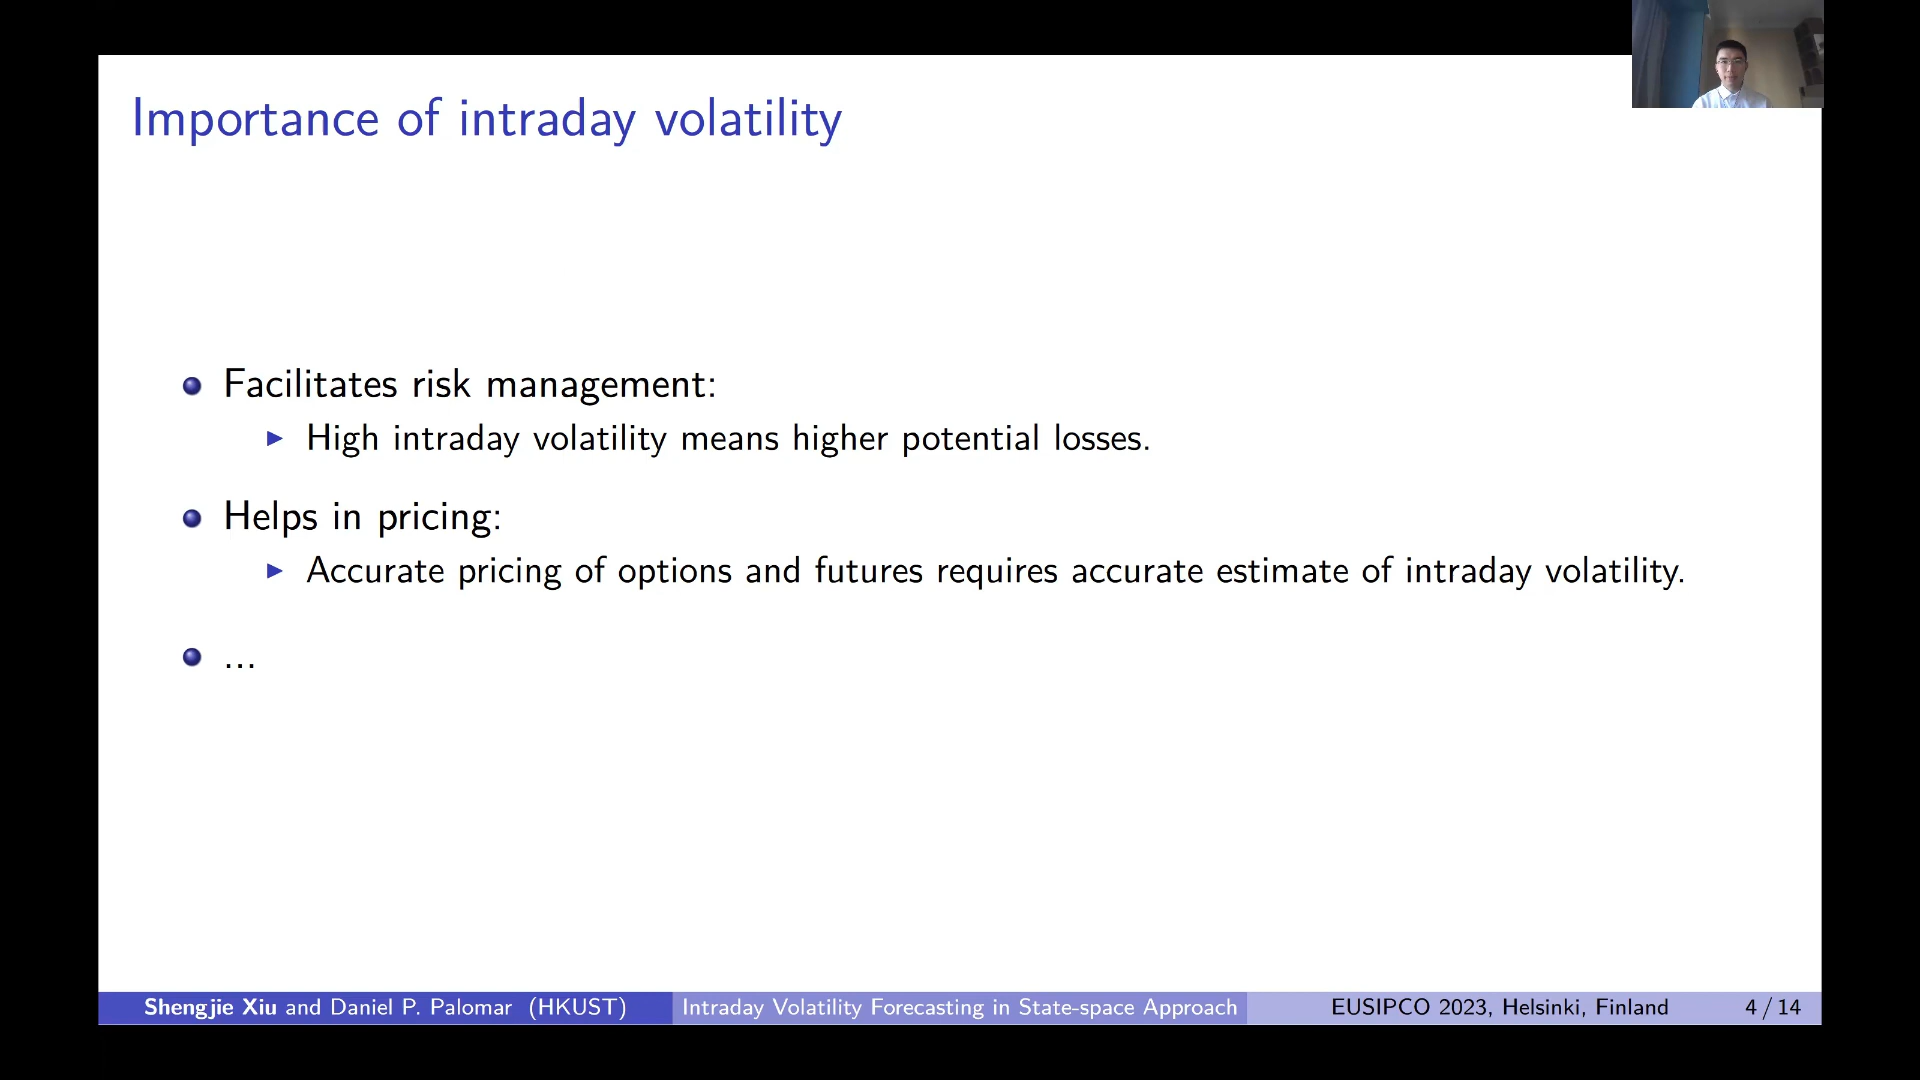 Importance of intraday volatility
Facilitates risk management:
High intraday volatility means higher potential losses.
Helps in pricing:
Accurate pricing of options and futures requires accurate estimate of intraday volatility.
...
Shengjie Xiu and Daniel P. Palomar (HKUST) Intraday Volatility Forecasting in State-space Approach EUSIPCO 2023, Helsinki, Finland 4 / 14